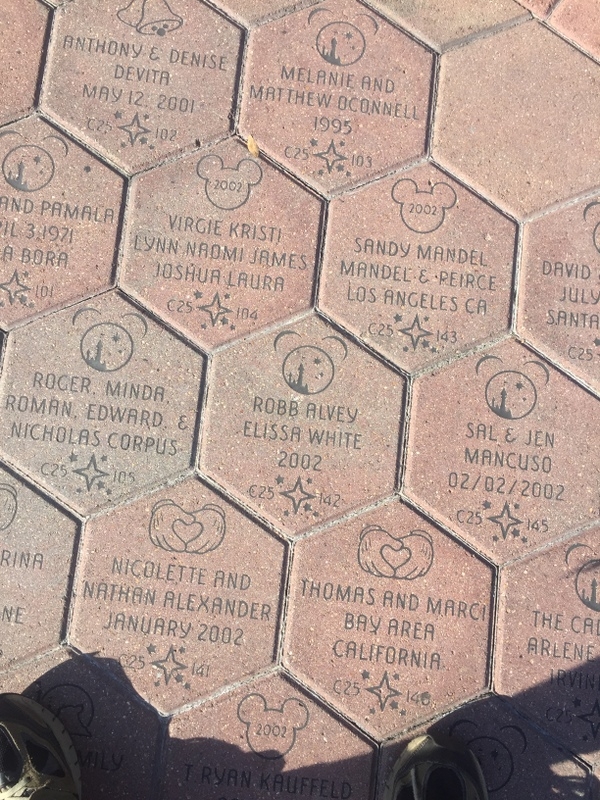 ANTHONY & DENISE
DEVITA
MAY 12, 2001
C25 102
MELANIE AND
MATTHEW OCONNELL
1995
C25 103
AND PAMALA
3,1971
BORA
101
2002
VIRGIE KRISTI
LYNN NAOMI JAMES
JOSHUA LAURA
C25 104
2002
SANDY MANDEL
MANDEL & PEIRCE
LOS ANGELES CA
C25 143
DAVID
JULY
SANTA
C25
ROGER, MINDA,
ROMAN, EDWARD, &
NICHOLAS CORPUS
C25 105
ROBB ALVEY
ELISSA WHITE
2002
C25 142
SAL & JEN
MANCUSO
02/02/2002
C25 145
NICOLETTE AND
NATHAN ALEXANDER
JANUARY 2002
C25 141
THOMAS AND MARCI
BAY AREA
CALIFORNIA
C25 146
THE
ARLENE
C25
2002
T RYAN KAUFFELD